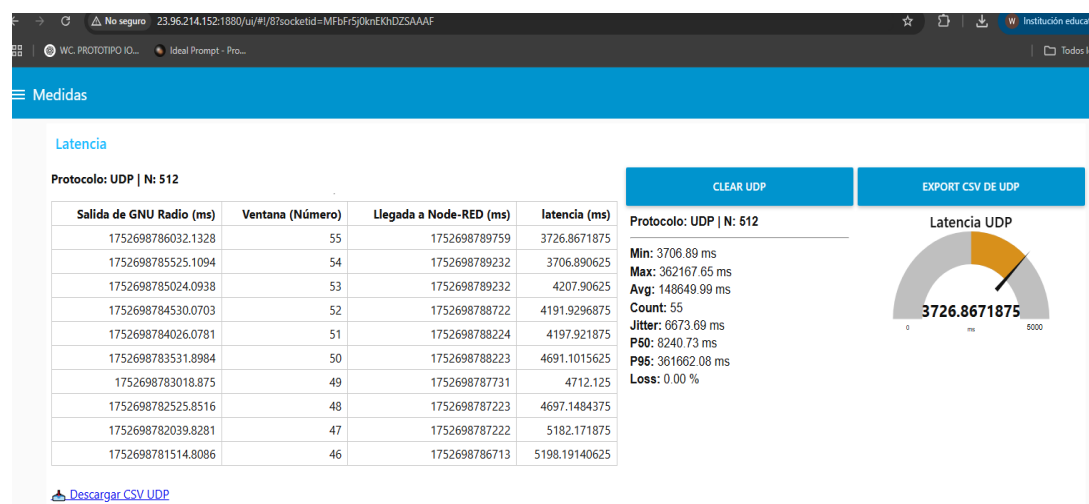 No seguro 23.96.214.152:1880/ui/#!/8?socketid=MFbFr5j0knEKhDZSAAAF
W Institución educa
WC. PROTOTIPO IO... Ideal Prompt - Pro... Todos l
Medidas
Latencia
Protocolo: UDP | N: 512
CLEAR UDP EXPORT CSV DE UDP
Salida de GNU Radio (ms) Ventana (Número) Llegada a Node-RED (ms) latencia (ms)
1752698786032.1328 55 1752698789759 3726.8671875
1752698785525.1094 54 1752698789232 3706.890625
1752698785024.0938 53 1752698789232 4207.90625
1752698784530.0703 52 1752698788722 4191.9296875
1752698784026.0781 51 1752698788224 4197.921875
1752698783531.8984 50 1752698788223 4691.1015625
1752698783018.875 49 1752698787731 4712.125
1752698782525.8516 48 1752698787223 4697.1484375
1752698782039.8281 47 1752698787222 5182.171875
1752698781514.8086 46 1752698786713 5198.19140625
Descargar CSV UDP
Protocolo: UDP | N: 512
Min: 3706.89 ms
Max: 362167.65 ms
Avg: 148649.99 ms
Count: 55
Jitter: 6673.69 ms
P50: 8240.73 ms
P95: 361662.08 ms
Loss: 0.00 %
Latencia UDP
3726.8671875
0 ms 5000